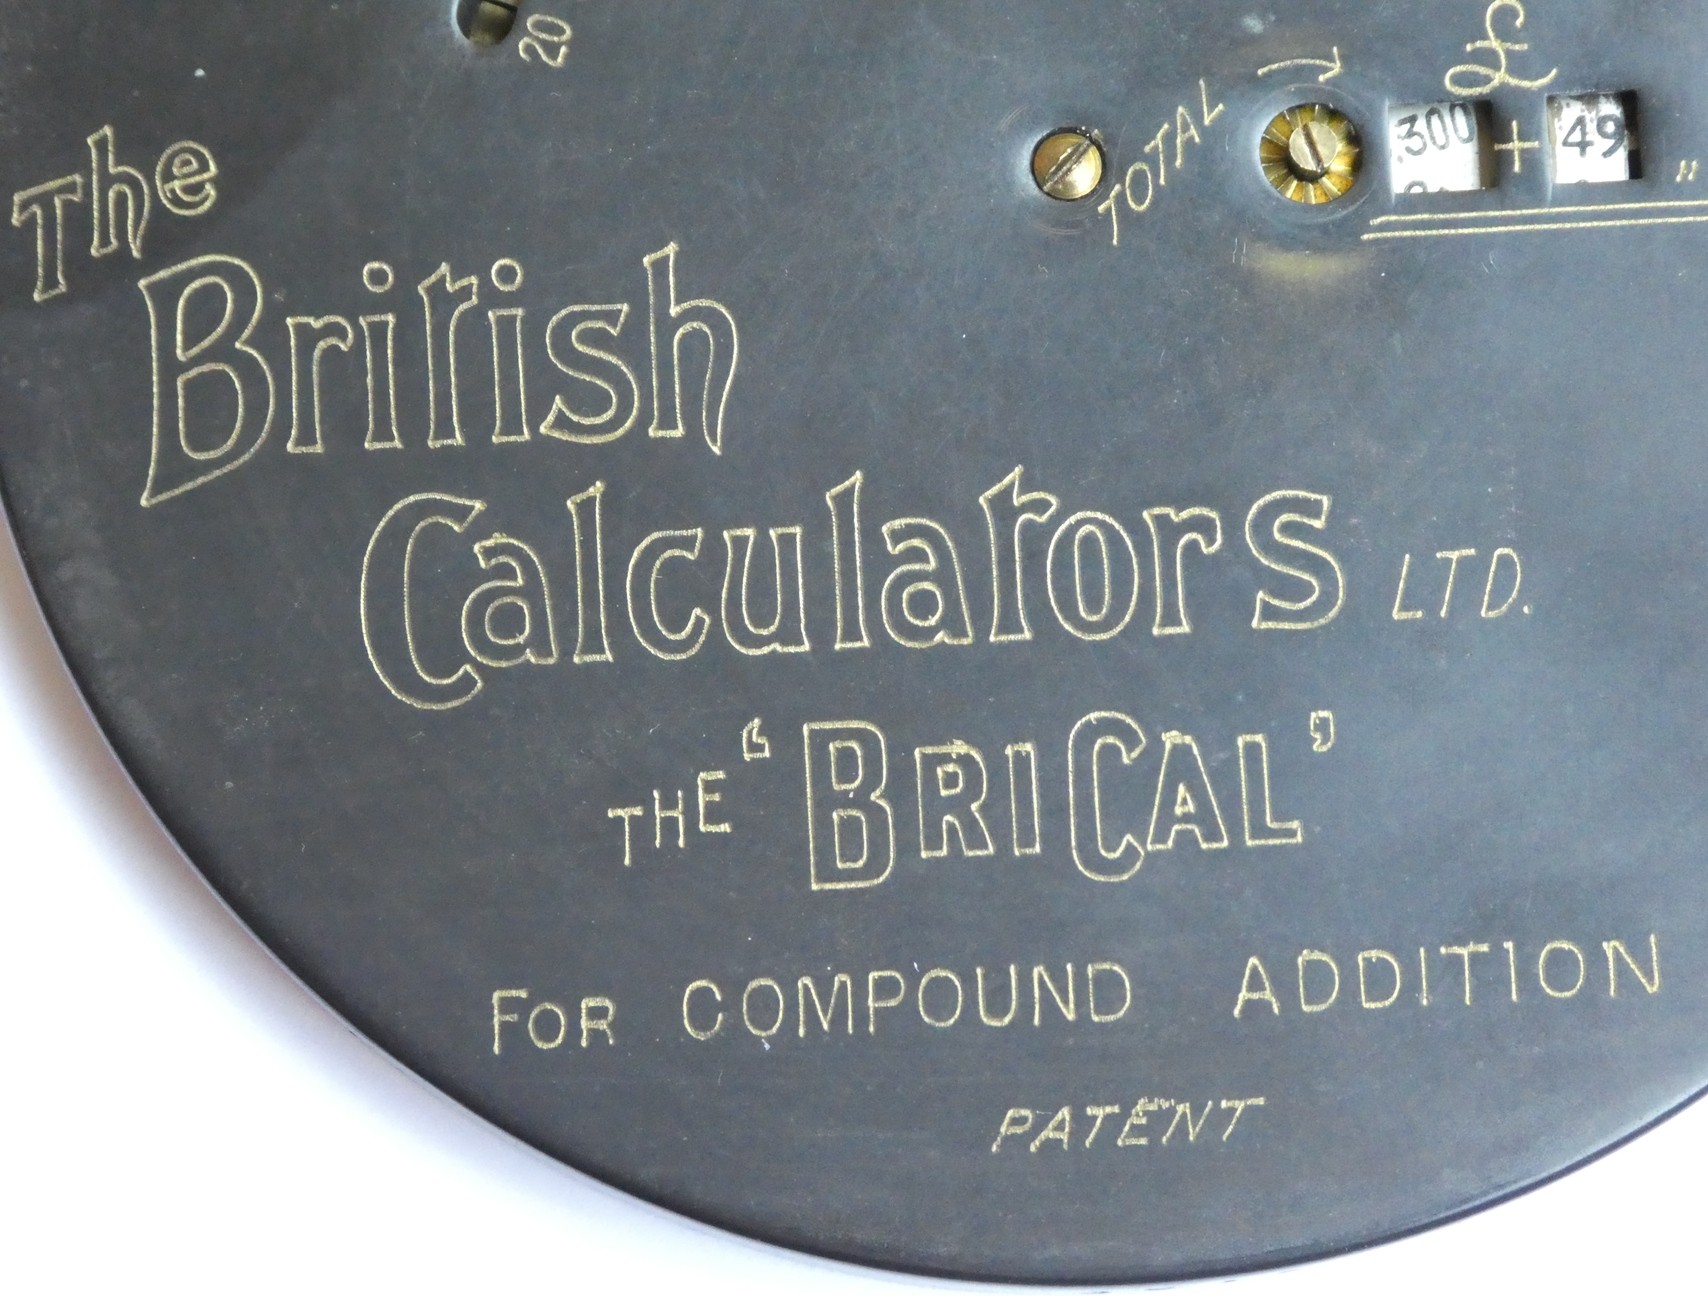 20
£
TOTAL 300 + 49 "
The
British
Calculators LTD.
THE ‘BRICAL’
FOR COMPOUND ADDITION
PATENT